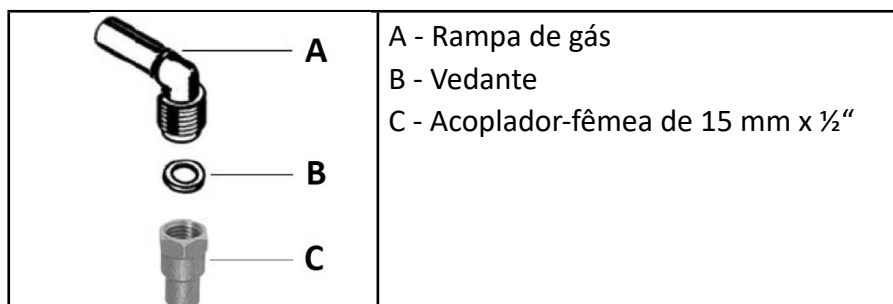 A
B
C
A - Rampa de gás
B - Vedante
C - Acoplador-fêmea de 15 mm x ½“